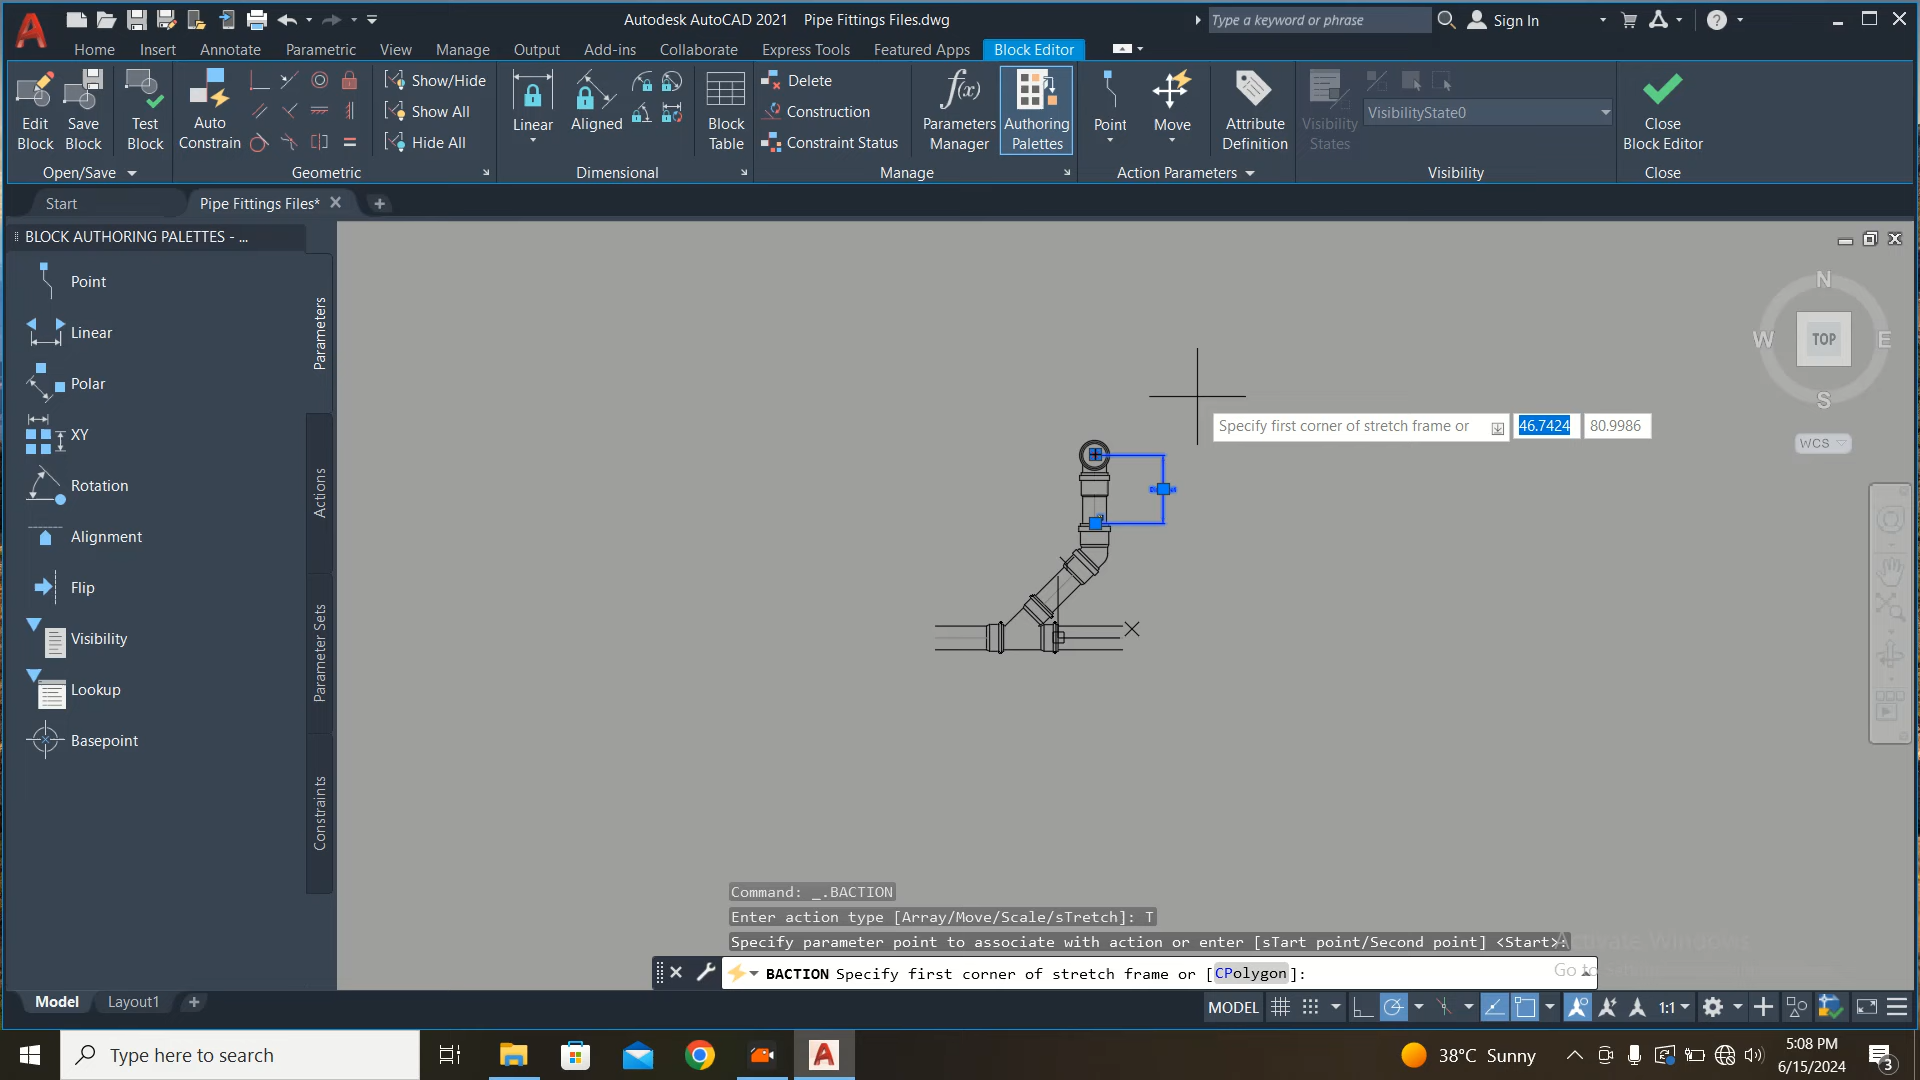 Autodesk AutoCAD 2021 Pipe Fittings Files.dwg
Type a keyword or phrase
Sign In
Home Insert Annotate Parametric View Manage Output Add-ins Collaborate Express Tools Featured Apps Block Editor
Edit Block
Save Block
Test Block
Auto Constrain
Show/Hide
Show All
Hide All
Linear
Aligned
Block Table
Delete
Construction
Constraint Status
Parameters Manager
Authoring Palettes
Point
Move
Attribute Definition
Visibility States
VisibilityState0
Close Block Editor
Open/Save
Geometric
Dimensional
Manage
Action Parameters
Visibility
Close
Start
Pipe Fittings Files*
BLOCK AUTHORING PALETTES - ...
Point
Linear
Polar
XY
Rotation
Alignment
Flip
Visibility
Lookup
Basepoint
Parameters
Actions
Parameter Sets
Constraints
N
W
TOP
E
S
WCS
Specify first corner of stretch frame or
46.7424
80.9986
Command: _.BACTION
Enter action type [Array/Move/Scale/sTretch]: T
Specify parameter point to associate with action or enter [sTart point/Second point] <Start>:
BACTION Specify first corner of stretch frame or [CPolygon]:
Activate Windows
Model
Layout1
MODEL
1:1
Type here to search
38°C Sunny
5:08 PM
6/15/2024
3